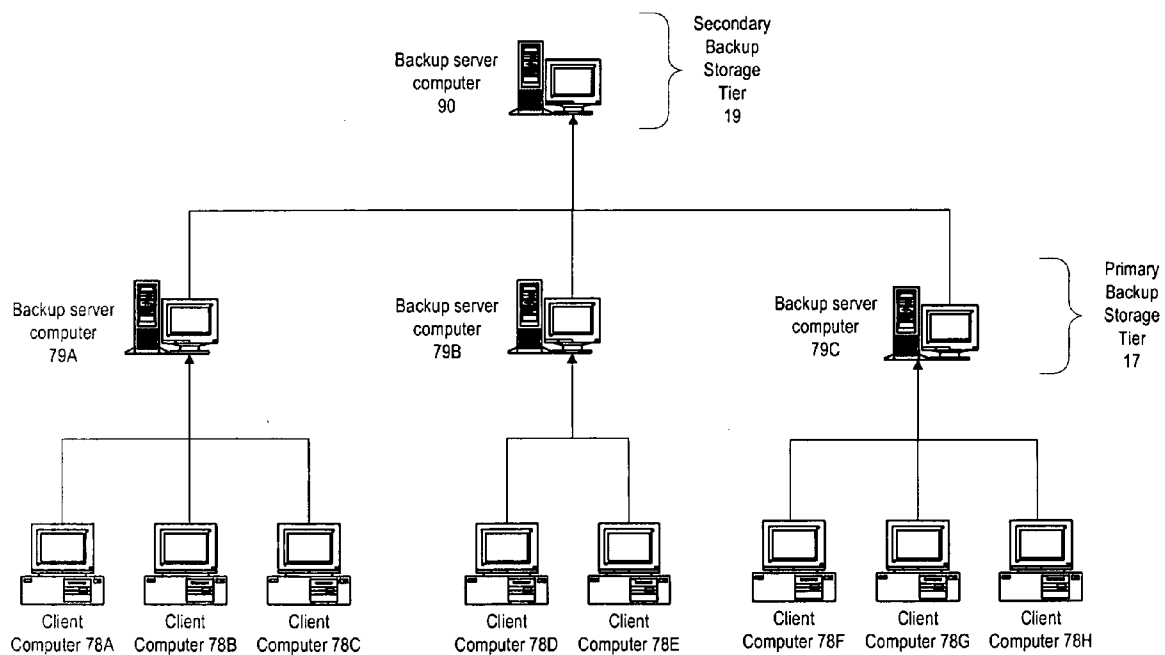 Backup server
computer
90
Secondary
Backup
Storage
Tier
19
Backup server
computer
79A
Backup server
computer
79B
Backup server
computer
79C
Primary
Backup
Storage
Tier
17
Client
Computer 78A
Client
Computer 78B
Client
Computer 78C
Client
Computer 78D
Client
Computer 78E
Client
Computer 78F
Client
Computer 78G
Client
Computer 78H